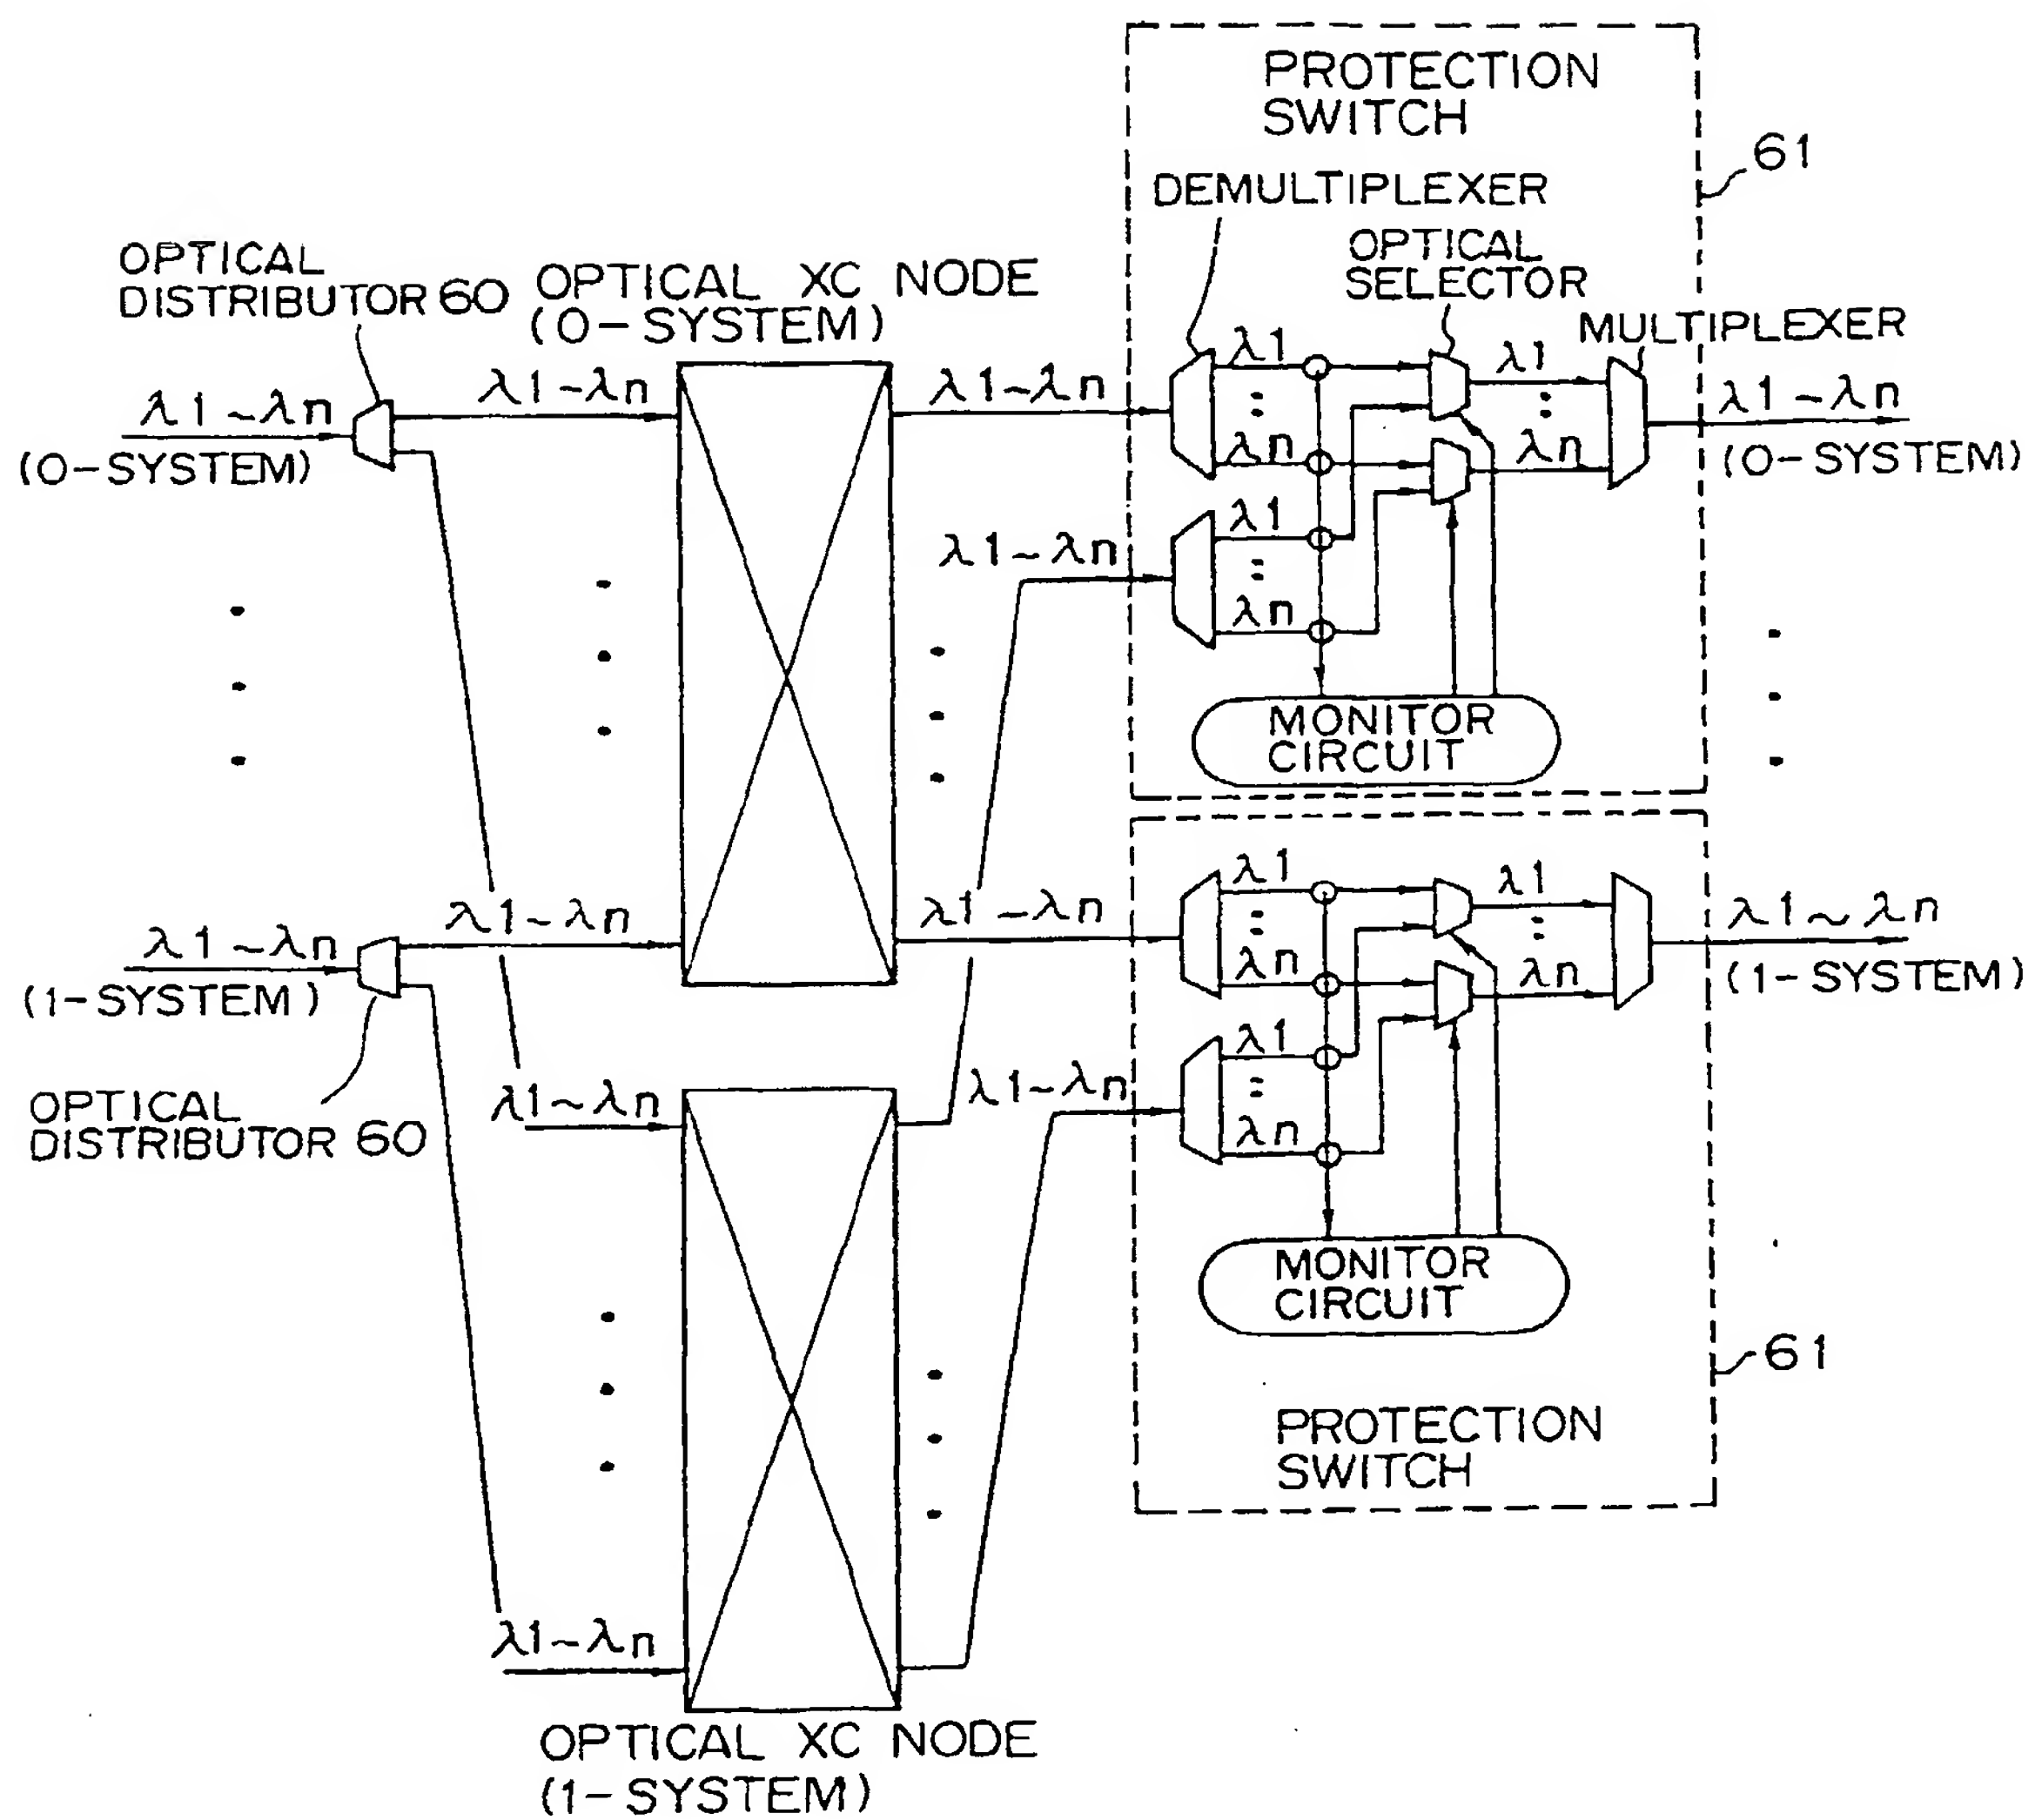 PROTECTION
SWITCH
61
DEMULTIPLEXER
OPTICAL
SELECTOR
MULTIPLEXER
OPTICAL
DISTRIBUTOR 60
OPTICAL XC NODE
(0-SYSTEM)
λ1~λn
(0-SYSTEM)
λ1-λn
λ1-λn
λ1
λn
λ1
λn
λ1-λn
(0-SYSTEM)
λ1~λn
λ1
λn
MONITOR
CIRCUIT
λ1~λn
(1-SYSTEM)
λ1~λn
λ1-λn
λ1
λn
λ1
λn
λ1~λn
(1-SYSTEM)
OPTICAL
DISTRIBUTOR 60
λ1~λn
λ1~λn
λ1
λn
MONITOR
CIRCUIT
61
PROTECTION
SWITCH
λ1~λn
OPTICAL XC NODE
(1-SYSTEM)